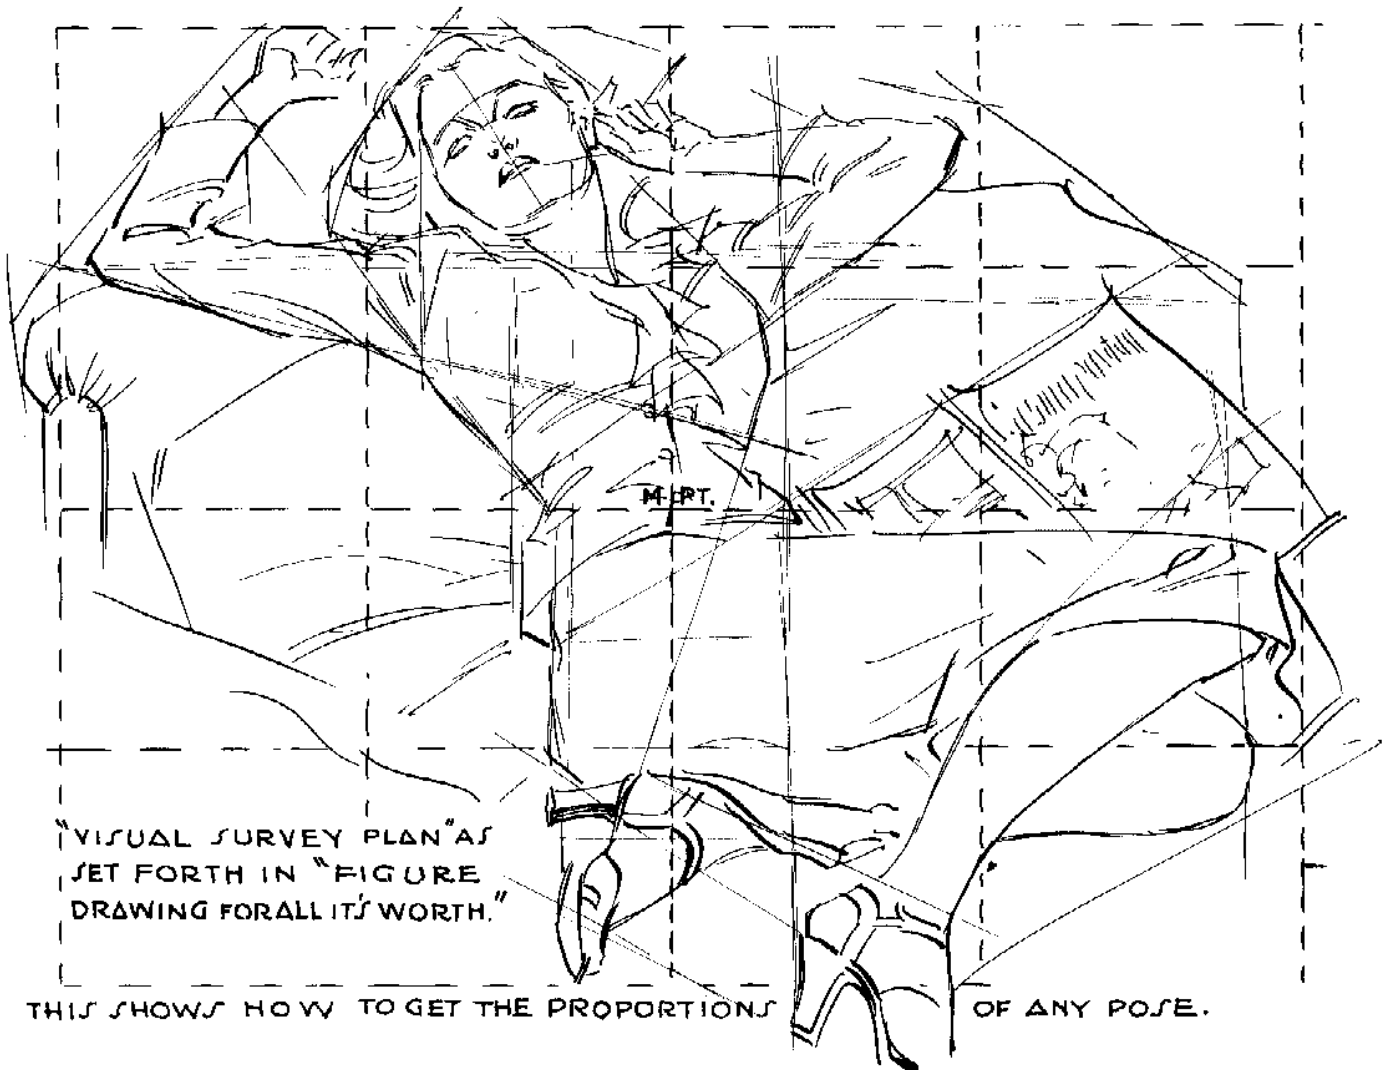 M. PT.
"VISUAL SURVEY PLAN" AS
SET FORTH IN "FIGURE
DRAWING FOR ALL IT'S WORTH."
THIS SHOWS HOW TO GET THE PROPORTIONS OF ANY POSE.